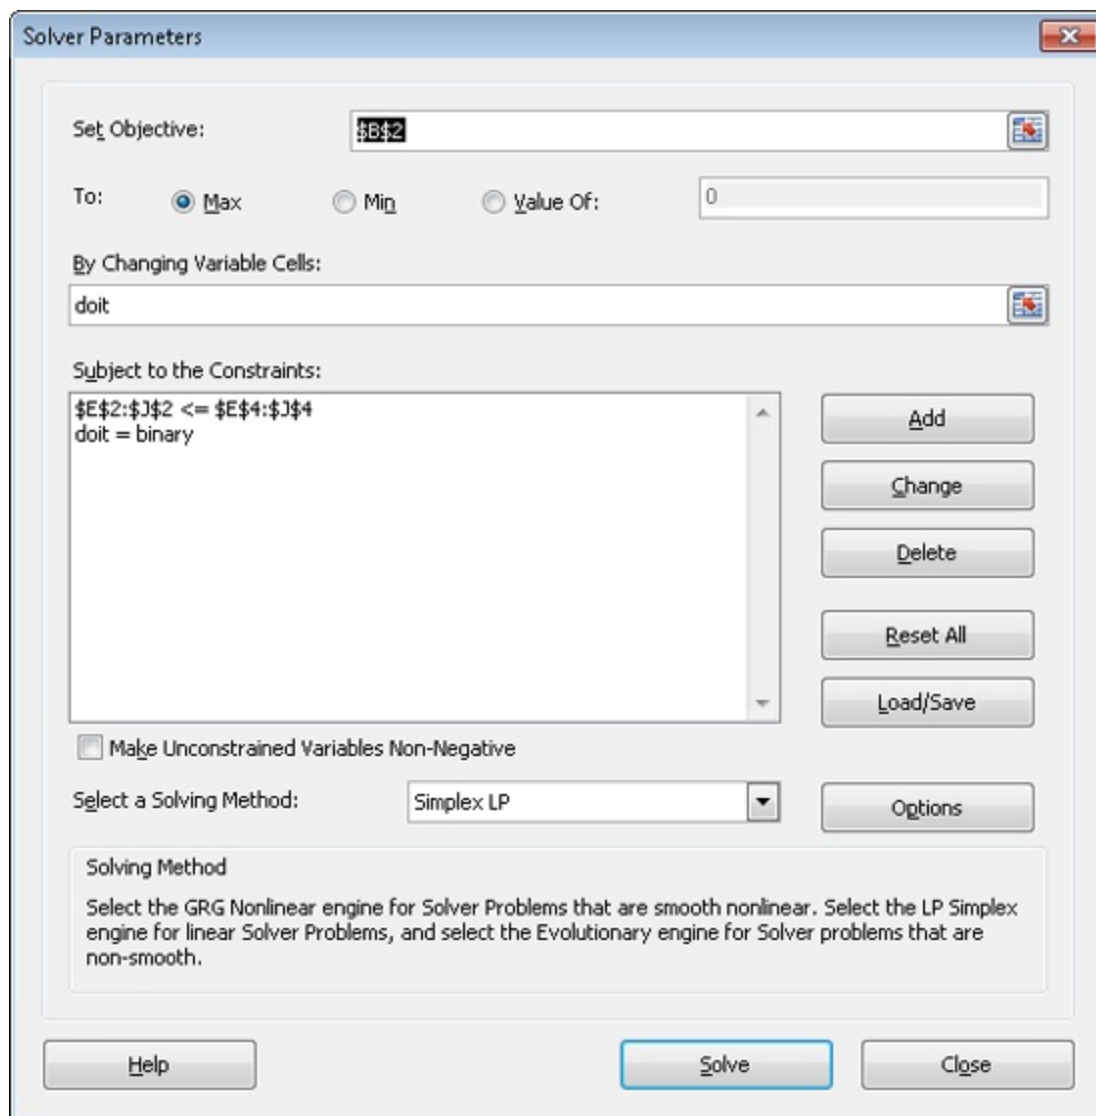 Solver Parameters
Set Objective:
$B$2
To:
Max
Min
Value Of:
0
By Changing Variable Cells:
doit
Subject to the Constraints:
$E$2:$J$2 <= $E$4:$J$4
doit = binary
Add
Change
Delete
Reset All
Load/Save
Make Unconstrained Variables Non-Negative
Select a Solving Method:
Simplex LP
Options
Solving Method
Select the GRG Nonlinear engine for Solver Problems that are smooth nonlinear. Select the LP Simplex
engine for linear Solver Problems, and select the Evolutionary engine for Solver problems that are
non-smooth.
Help
Solve
Close